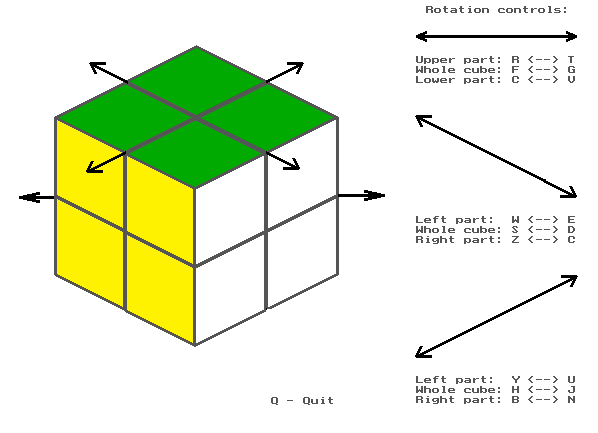 Rotation controls:
Upper part: R <--> T
Whole cube: F <--> G
Lower part: C <--> V
Left part:  W <--> E
Whole cube: S <--> D
Right part: Z <--> C
Left part:  Y <--> U
Whole cube: H <--> J
Right part: B <--> N
Q - Quit